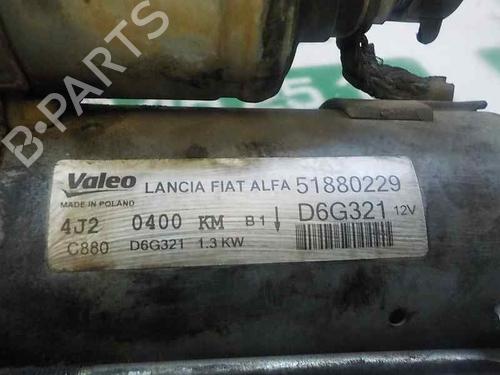 Valeo LANCIA FIAT ALFA 51880229
MADE IN POLAND
4J2 0400 KM B1 D6G321 12V
C880 D6G321 1.3 KW
B-PARTS